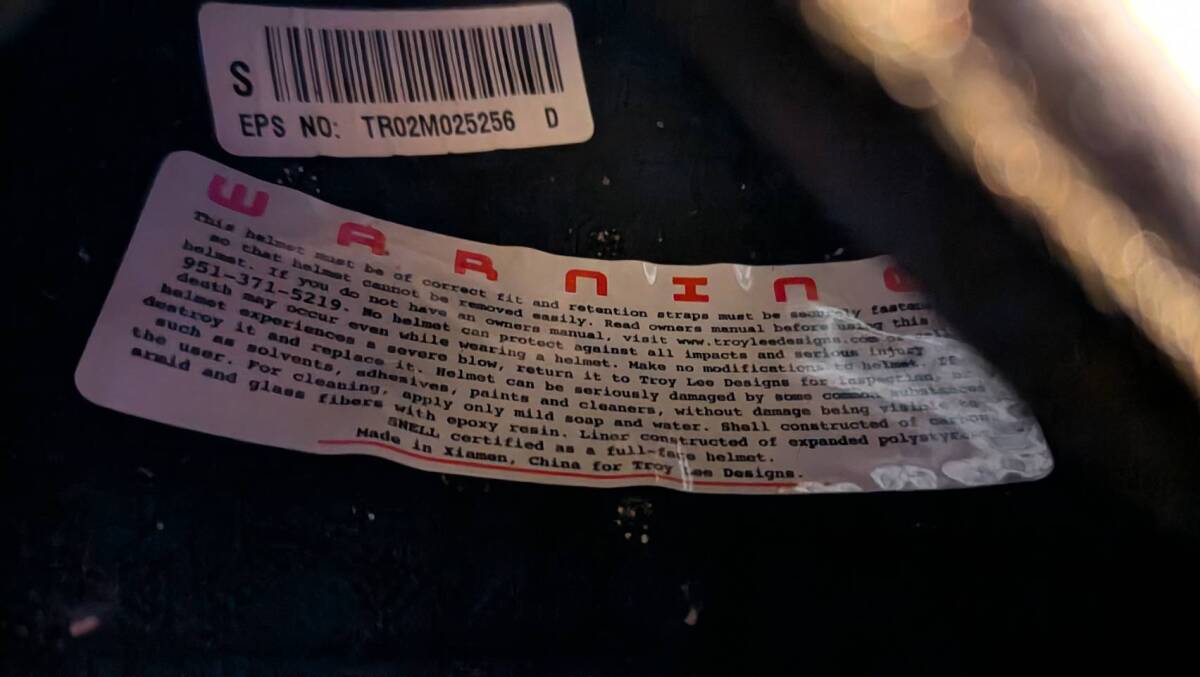 S
EPS NO: TR02M025256 D
WARNING
This helmet must be of correct fit and retention straps must be securely
so that helmet cannot be removed easily. Read owners manual before using this
helmet. If you do not have an owners manual, visit www.troyleedesigns.com
951-371-5219. No helmet can protect against all impacts and serious injury
death may occur even while wearing a helmet. Make no modifications to helmet. If
helmet experiences a severe blow, return it to Troy Lee Designs for inspection, or
destroy it and replace it. Helmet can be seriously damaged by some common substances
such as solvents, adhesives, paints and cleaners, without damage being visible to
the user. For cleaning, apply only mild soap and water. Shell constructed of carbon
armid and glass fibers with epoxy resin. Liner constructed of expanded
SNELL certified as a full-face helmet.
Made in Xiamen, China for Troy Lee Designs.